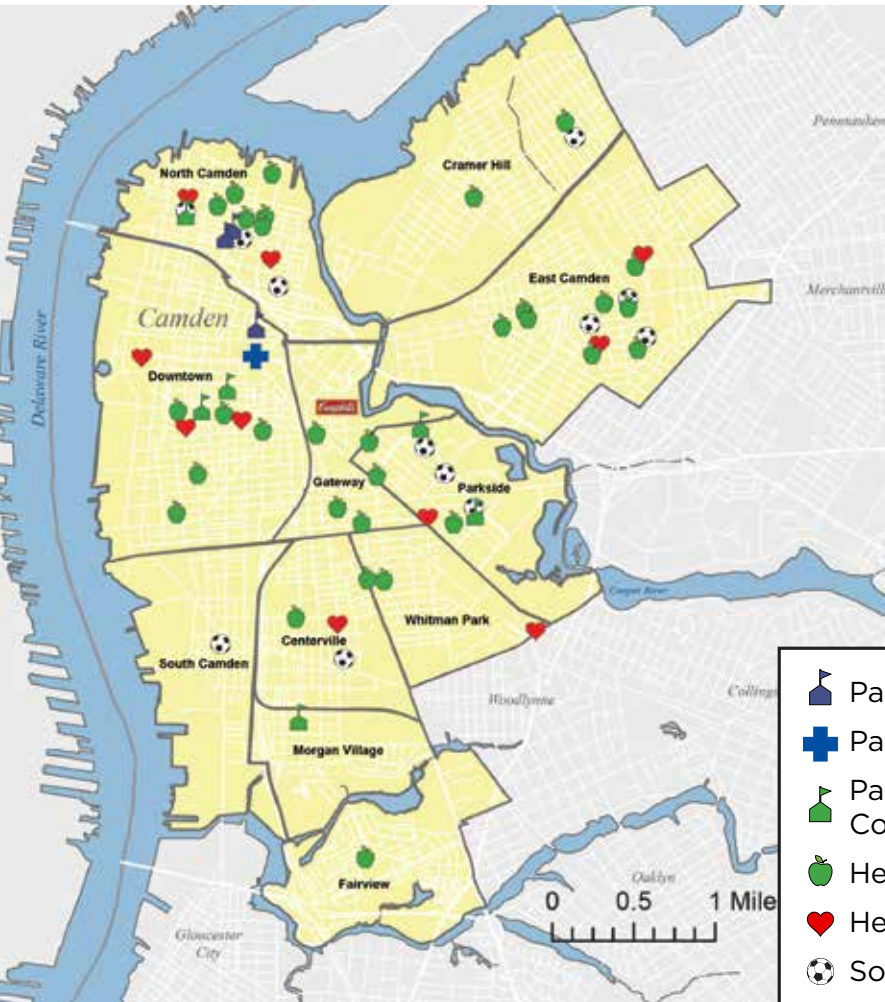 Pennsauken
Cramer Hill
North Camden
East Camden
Merchantvill
Camden
Delaware River
Downtown
Campbell's
Gateway
Parkside
Cooper River
Whitman Park
Centerville
South Camden
Woodlynne
Collings
Morgan Village
Fairview
Oaklyn
Gloucester
City
0 0.5 1 Mile
Pa
Pa
Pa
Co
He
He
So